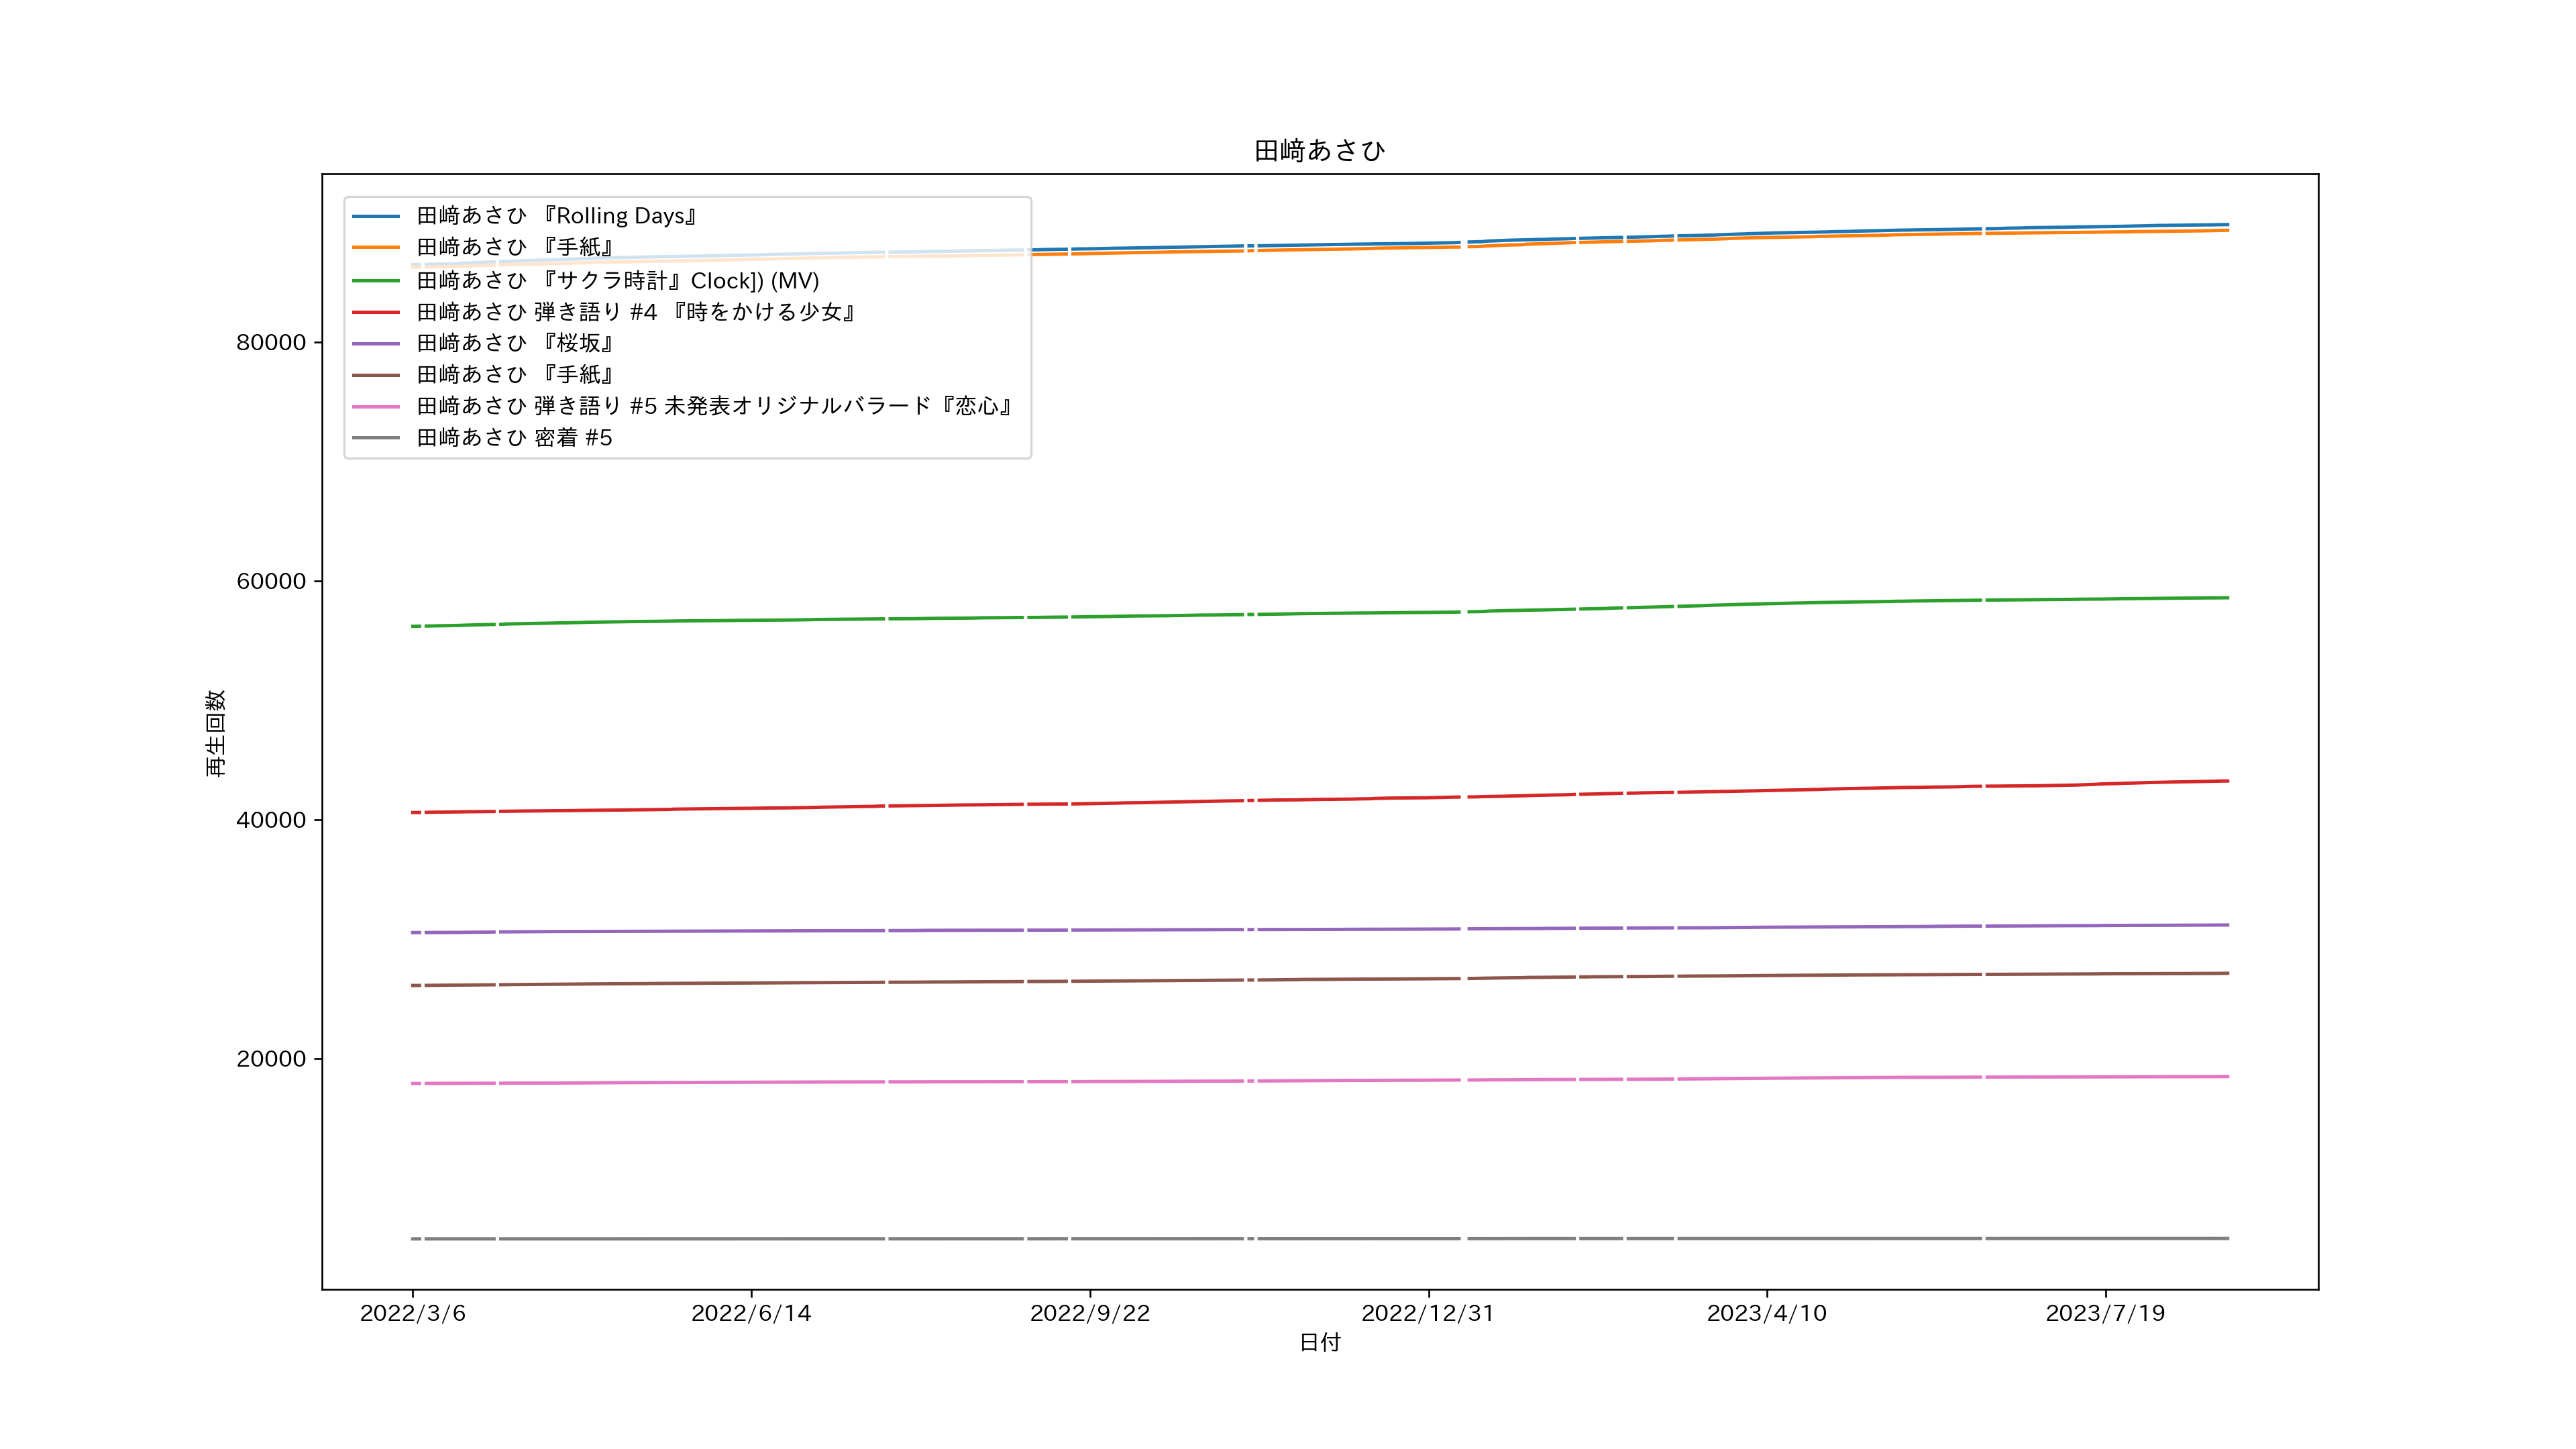 田﨑あさひ
田﨑あさひ 『Rolling Days』
田﨑あさひ 『手紙』
田﨑あさひ 『サクラ時計』Clock]) (MV)
田﨑あさひ 弾き語り #4 『時をかける少女』
田﨑あさひ 『桜坂』
田﨑あさひ 『手紙』
田﨑あさひ 弾き語り #5 未発表オリジナルバラード『恋心』
田﨑あさひ 密着 #5
80000
60000
40000
20000
再生回数
2022/3/6
2022/6/14
2022/9/22
2022/12/31
2023/4/10
2023/7/19
日付